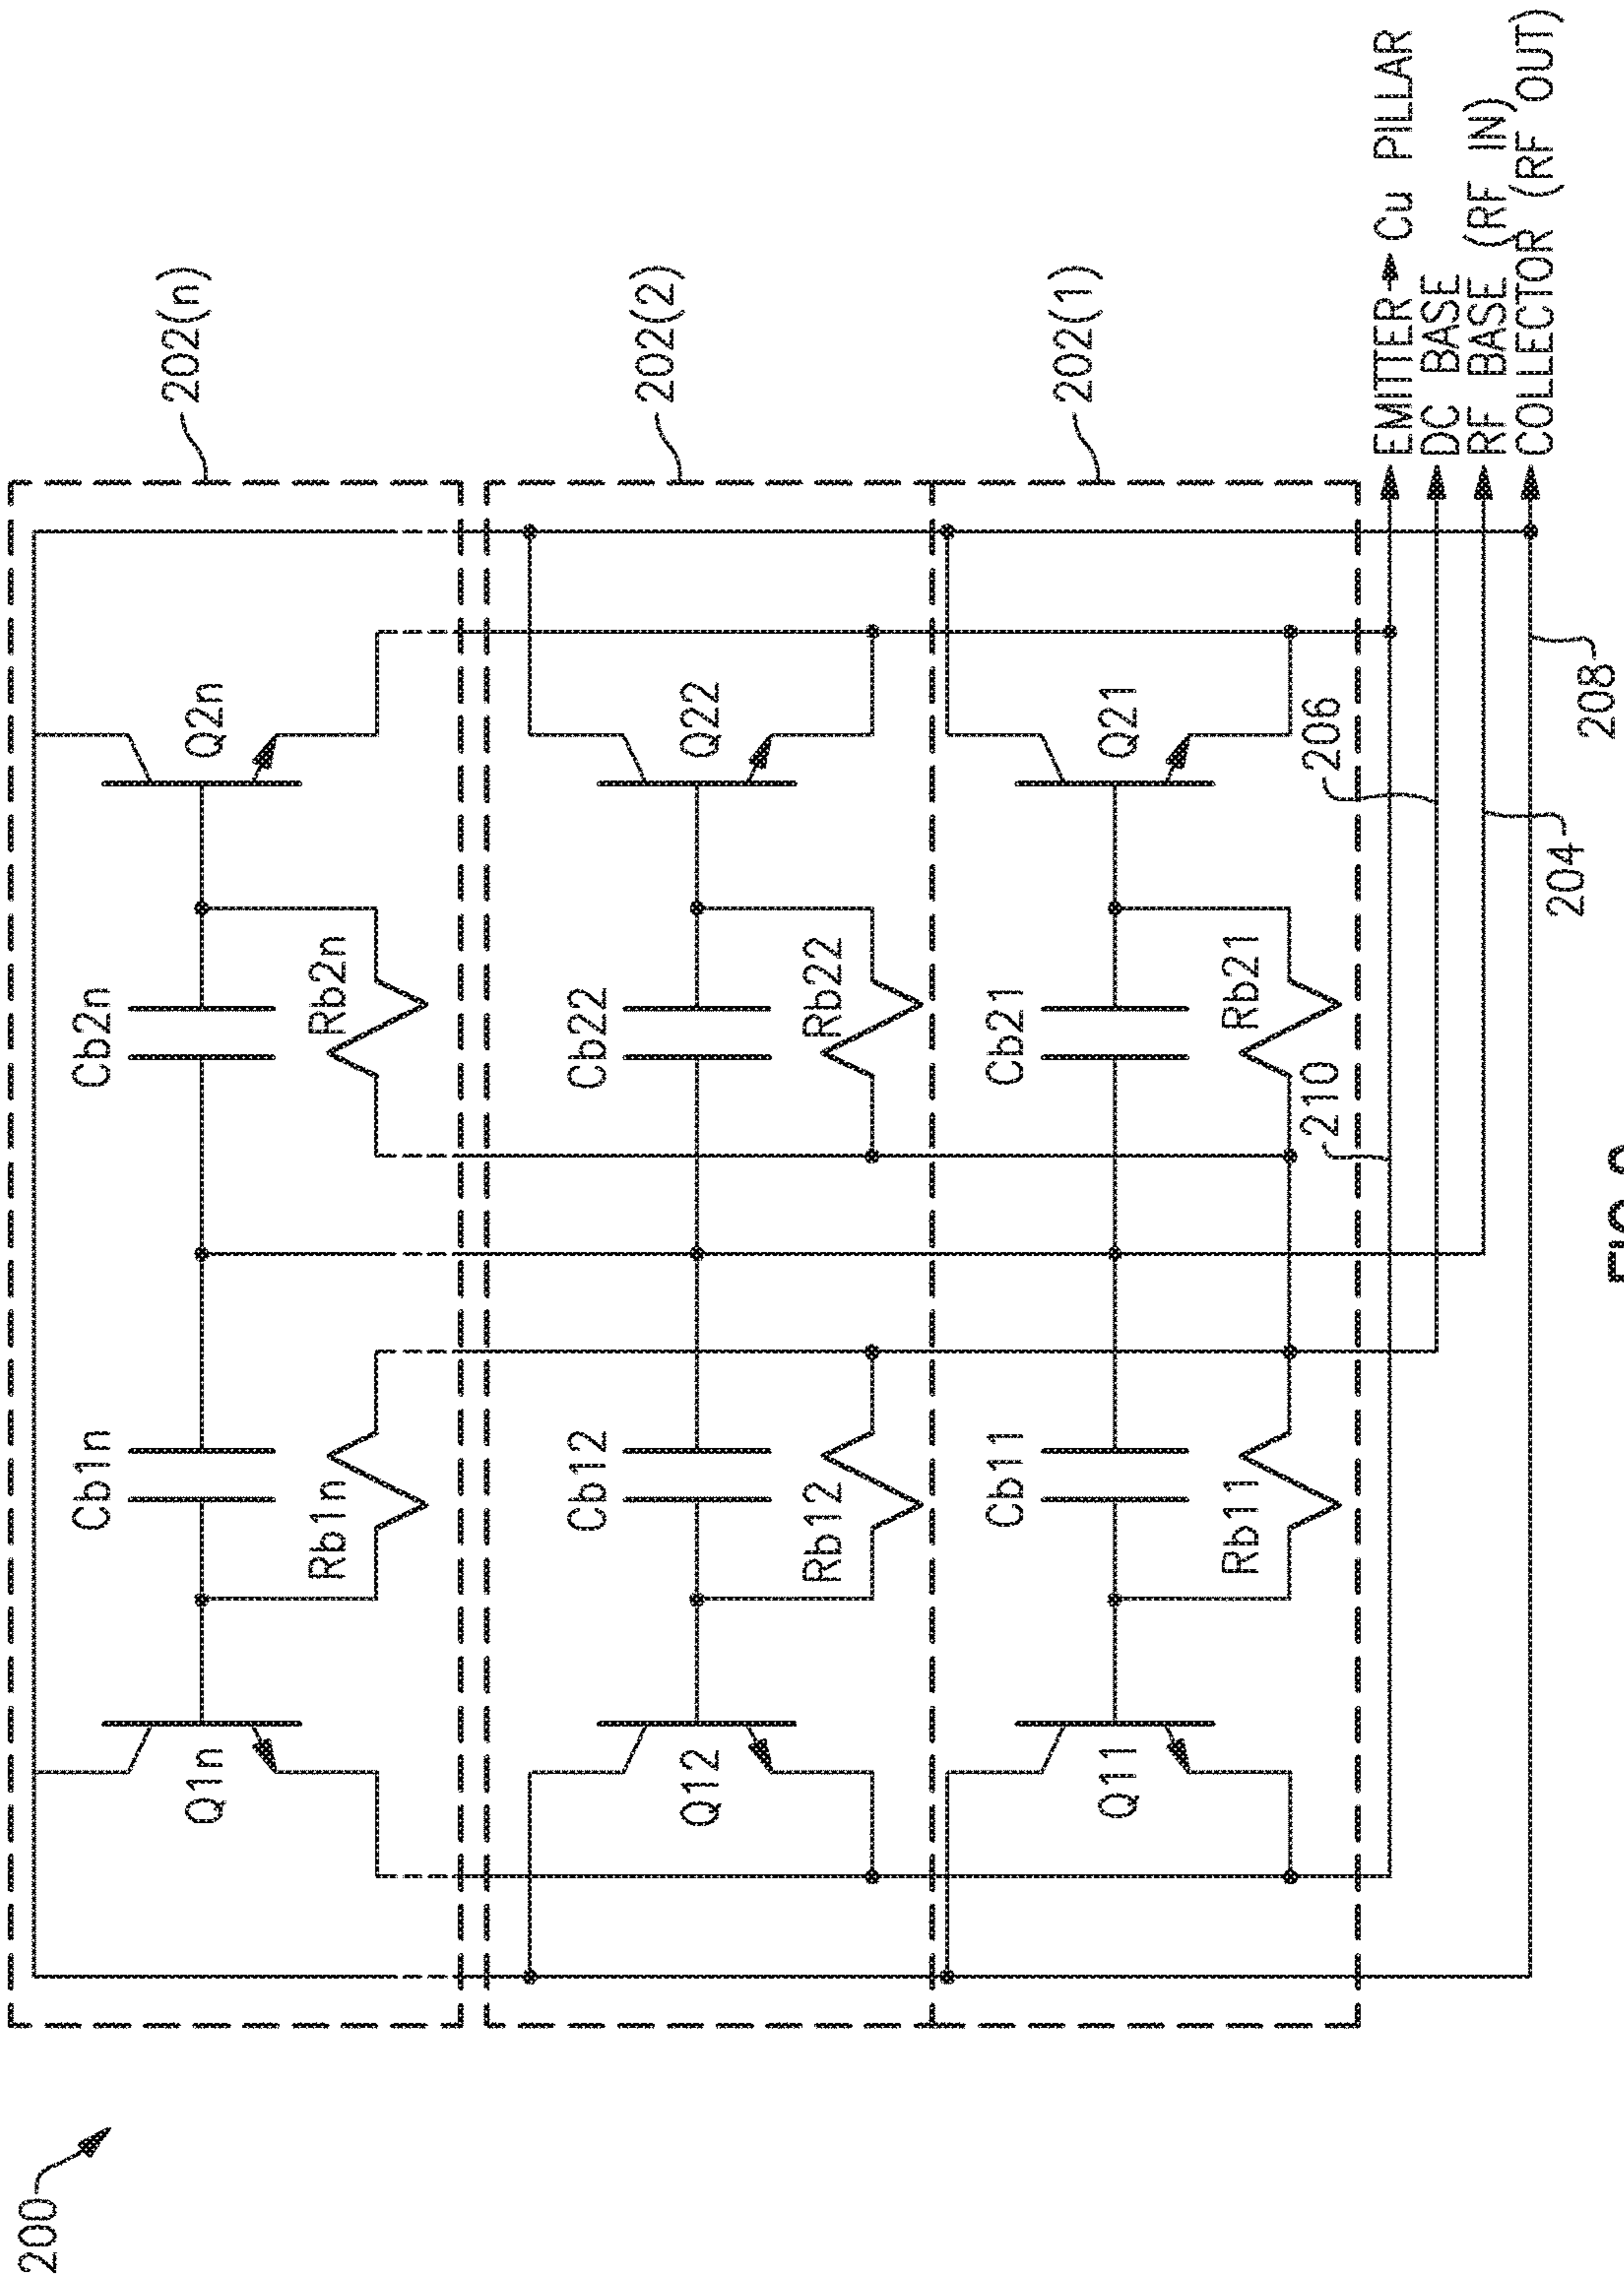 200
202(n)
202(2)
202(1)
Cb1n
Cb2n
Q1n
Rb1n
Rb2n
Q2n
Cb12
Cb22
Q12
Rb12
Rb22
Q22
Cb11
Cb21
Q11
Rb11
Rb21
Q21
210
206
EMITTER → Cu PILLAR
DC BASE
RF BASE (RF IN)
COLLECTOR (RF OUT)
204
208